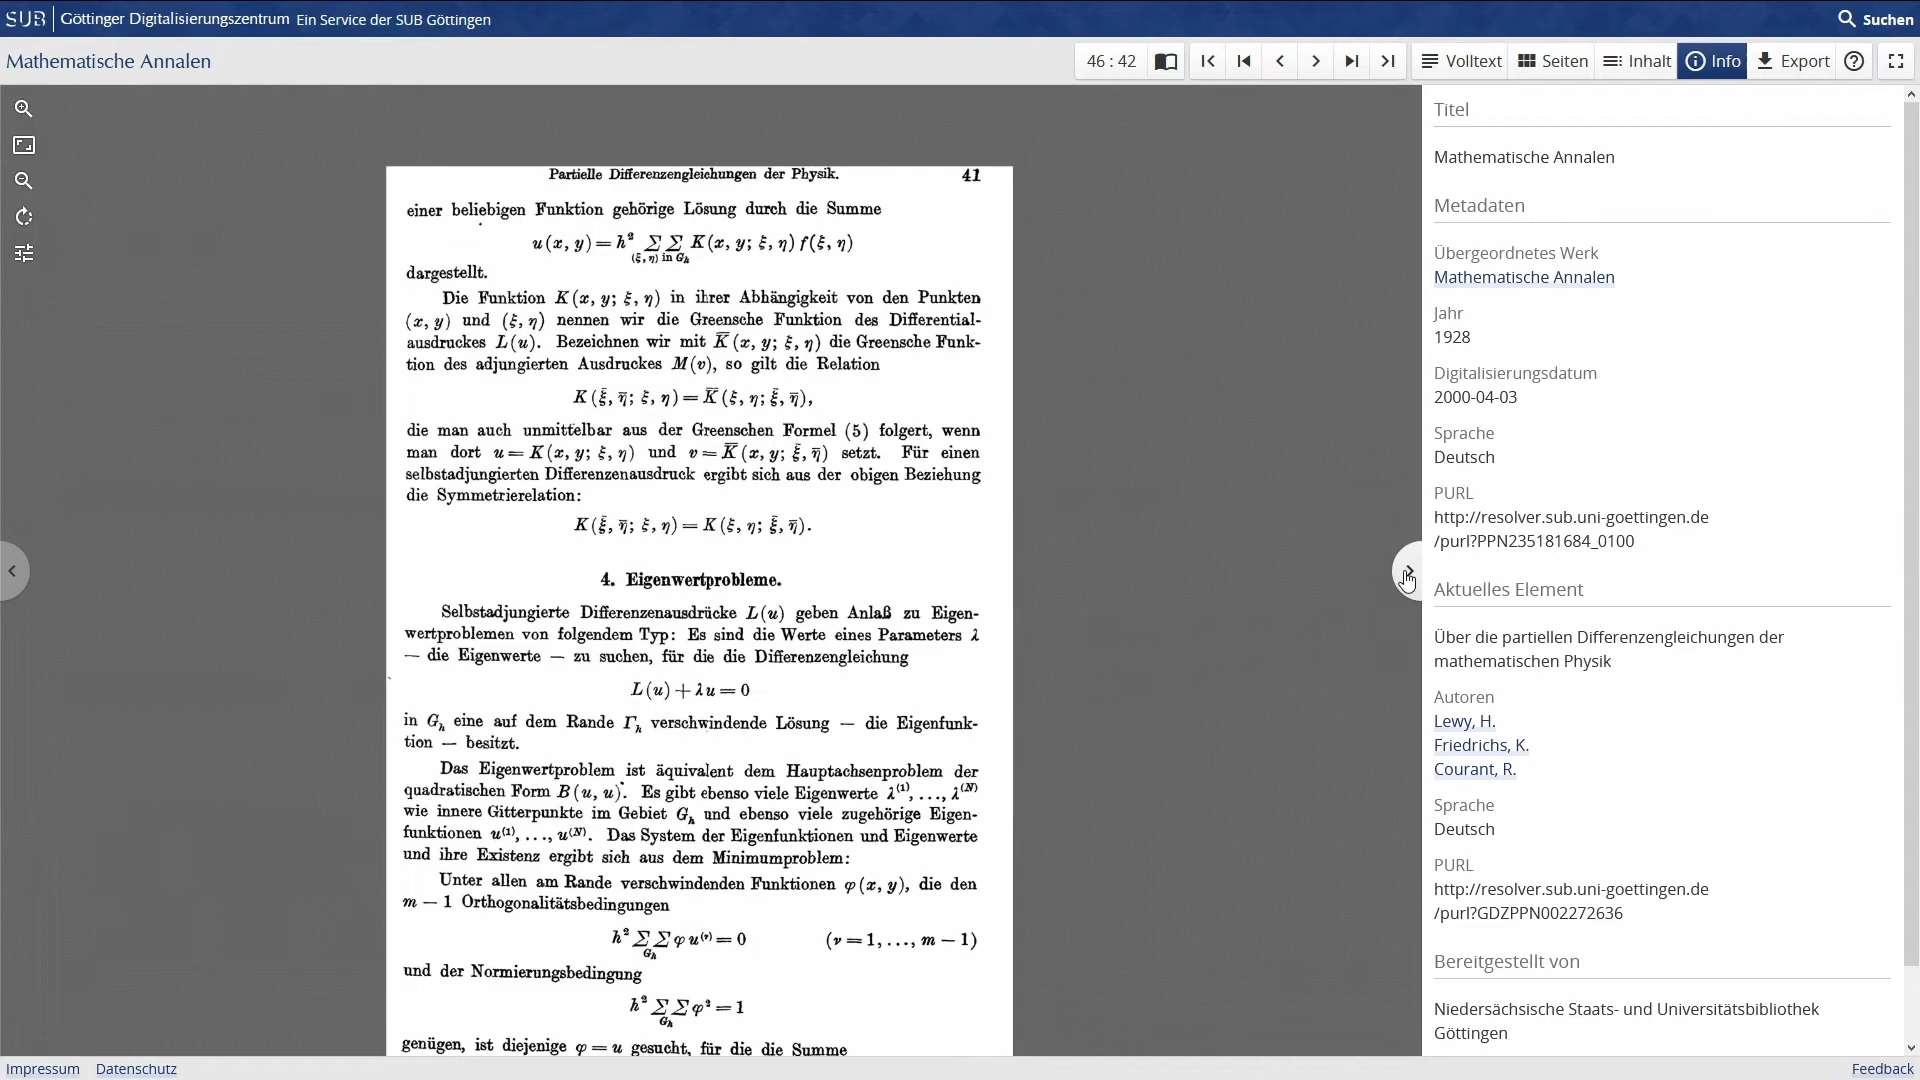 SUB Göttinger Digitalisierungszentrum Ein Service der SUB Göttingen
Suchen
Mathematische Annalen
46 : 42
Volltext
Seiten
Inhalt
Info
Export
Partielle Differenzengleichungen der Physik. 41
einer beliebigen Funktion gehörige Lösung durch die Summe
u(x, y) = h² ∑∑ K(x, y; ξ, η) f(ξ, η)
(ξ, η) in Gₕ
dargestellt.
Die Funktion K(x, y; ξ, η) in ihrer Abhängigkeit von den Punkten
(x, y) und (ξ, η) nennen wir die Greensche Funktion des Differential-
ausdruckes L(u). Bezeichnen wir mit K̅(x, y; ξ, η) die Greensche Funk-
tion des adjungierten Ausdruckes M(v), so gilt die Relation
K(ξ̄, η̄; ξ, η) = K̅(ξ, η; ξ̄, η̄),
die man auch unmittelbar aus der Greenschen Formel (5) folgert, wenn
man dort u = K(x, y; ξ, η) und v = K̅(x, y; ξ̄, η̄) setzt. Für einen
selbstadjungierten Differenzenausdruck ergibt sich aus der obigen Beziehung
die Symmetrierelation:
K(ξ̄, η̄; ξ, η) = K(ξ, η; ξ̄, η̄).
4. Eigenwertprobleme.
Selbstadjungierte Differenzenausdrücke L(u) geben Anlaß zu Eigen-
wertproblemen von folgendem Typ: Es sind die Werte eines Parameters λ
— die Eigenwerte — zu suchen, für die die Differenzengleichung
L(u) + λu = 0
in Gₕ eine auf dem Rande Γₕ verschwindende Lösung — die Eigenfunk-
tion — besitzt.
Das Eigenwertproblem ist äquivalent dem Hauptachsenproblem der
quadratischen Form B(u, u). Es gibt ebenso viele Eigenwerte λ⁽¹⁾, ..., λ⁽ᴺ⁾
wie innere Gitterpunkte im Gebiet Gₕ und ebenso viele zugehörige Eigen-
funktionen u⁽¹⁾, ..., u⁽ᴺ⁾. Das System der Eigenfunktionen und Eigenwerte
und ihre Existenz ergibt sich aus dem Minimumproblem:
Unter allen am Rande verschwindenden Funktionen φ(x, y), die den
m — 1 Orthogonalitätsbedingungen
h² ∑∑ φ u⁽ᵛ⁾ = 0 (ν = 1, ..., m — 1)
Gₕ
und der Normierungsbedingung
h² ∑∑ φ² = 1
Gₕ
genügen, ist diejenige φ = u gesucht, für die die Summe
Titel
Mathematische Annalen
Metadaten
Übergeordnetes Werk
Mathematische Annalen
Jahr
1928
Digitalisierungsdatum
2000-04-03
Sprache
Deutsch
PURL
http://resolver.sub.uni-goettingen.de
/purl?PPN235181684_0100
Aktuelles Element
Über die partiellen Differenzengleichungen der
mathematischen Physik
Autoren
Lewy, H.
Friedrichs, K.
Courant, R.
Sprache
Deutsch
PURL
http://resolver.sub.uni-goettingen.de
/purl?GDZPPN002272636
Bereitgestellt von
Niedersächsische Staats- und Universitätsbibliothek
Göttingen
Impressum Datenschutz
Feedback